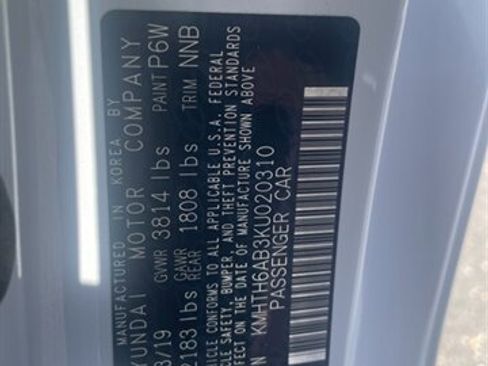 MANUFACTURED IN KOREA BY
HYUNDAI MOTOR COMPANY
/19 GVWR 3814 lbs PAINT P6W
2183 lbs GAWR REAR 1808 lbs TRIM NNB
VEHICLE CONFORMS TO ALL APPLICABLE U.S.A. FEDERAL
VEHICLE SAFETY, BUMPER, AND THEFT PREVENTION STANDARDS
ON THE DATE OF MANUFACTURE SHOWN ABOVE
KMHTH6AB3KU020310
PASSENGER CAR